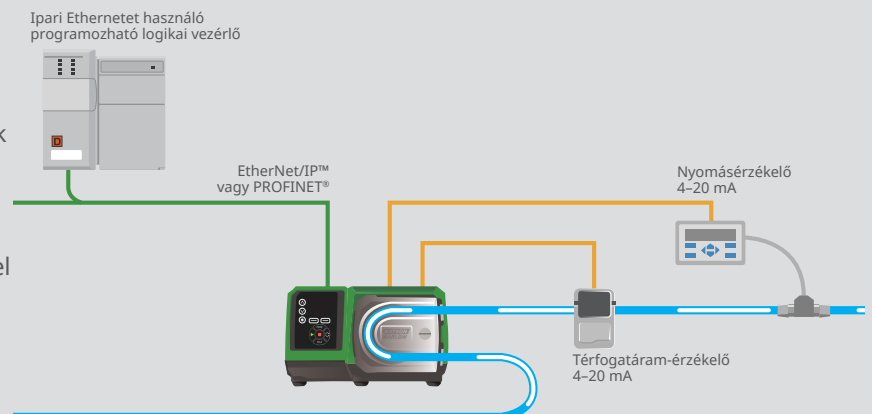 Ipari Ethernetet használó
programozható logikai vezérlő
k
EtherNet/IP™
vagy PROFINET®
Nyomásérzékelő
4–20 mA
el
Térfogatáram-érzékelő
4–20 mA